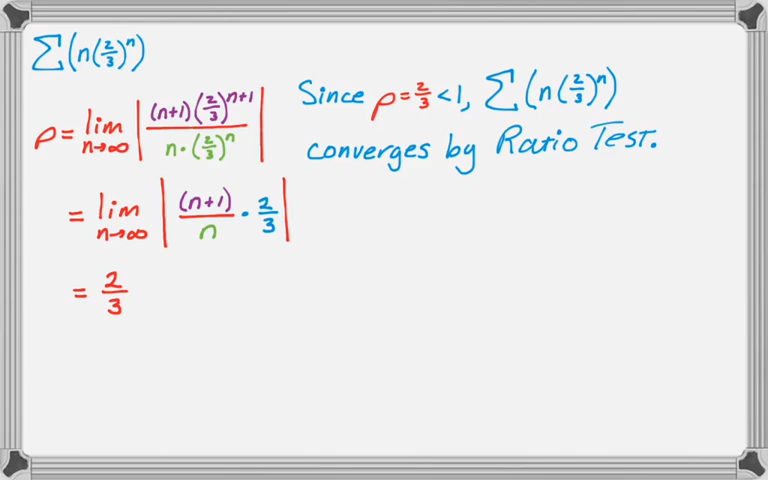 ∑(n(2/3)^n)
ρ = lim n→∞ |(n+1)(2/3)^{n+1} / n·(2/3)^n|
= lim n→∞ |(n+1)/n · 2/3|
= 2/3
Since ρ=2/3<1, ∑(n(2/3)^n)
converges by Ratio Test.